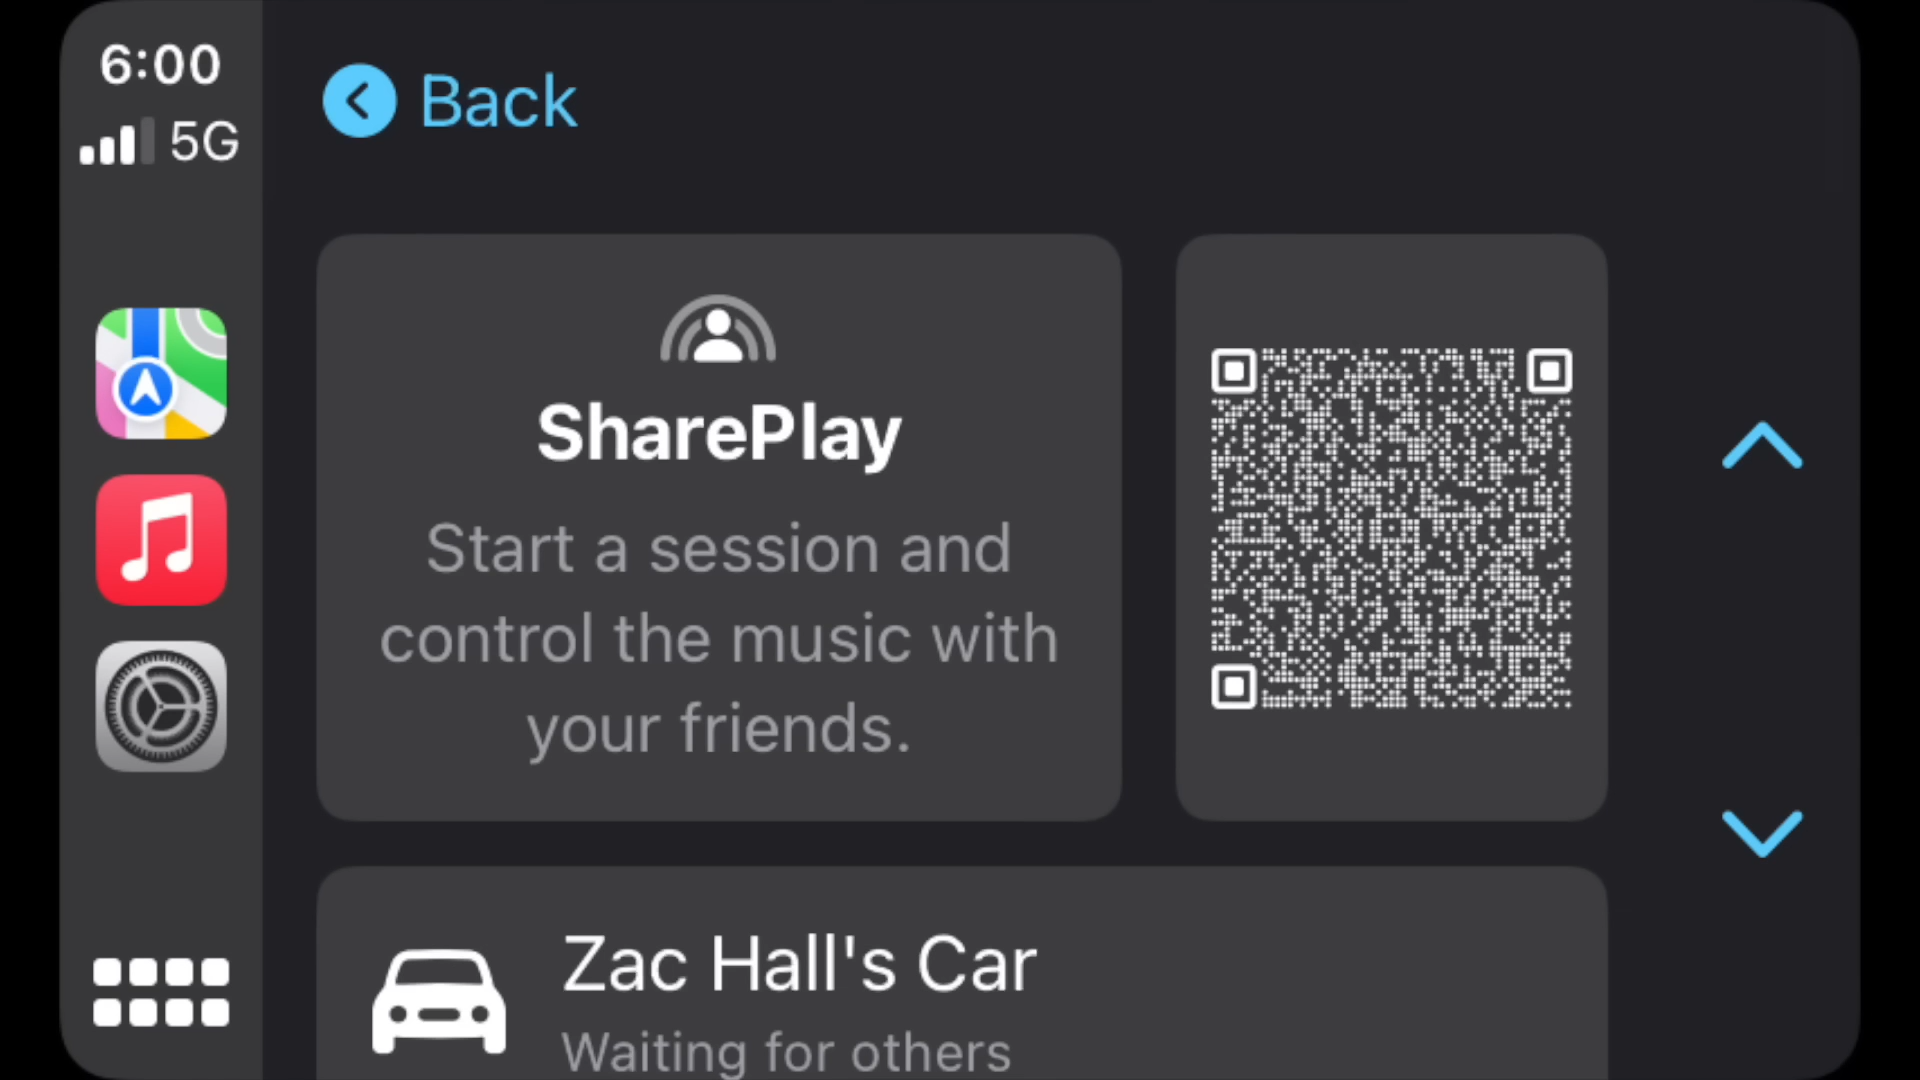 6:00
5G
Back
SharePlay
Start a session and
control the music with
your friends.
Zac Hall's Car
Waiting for others